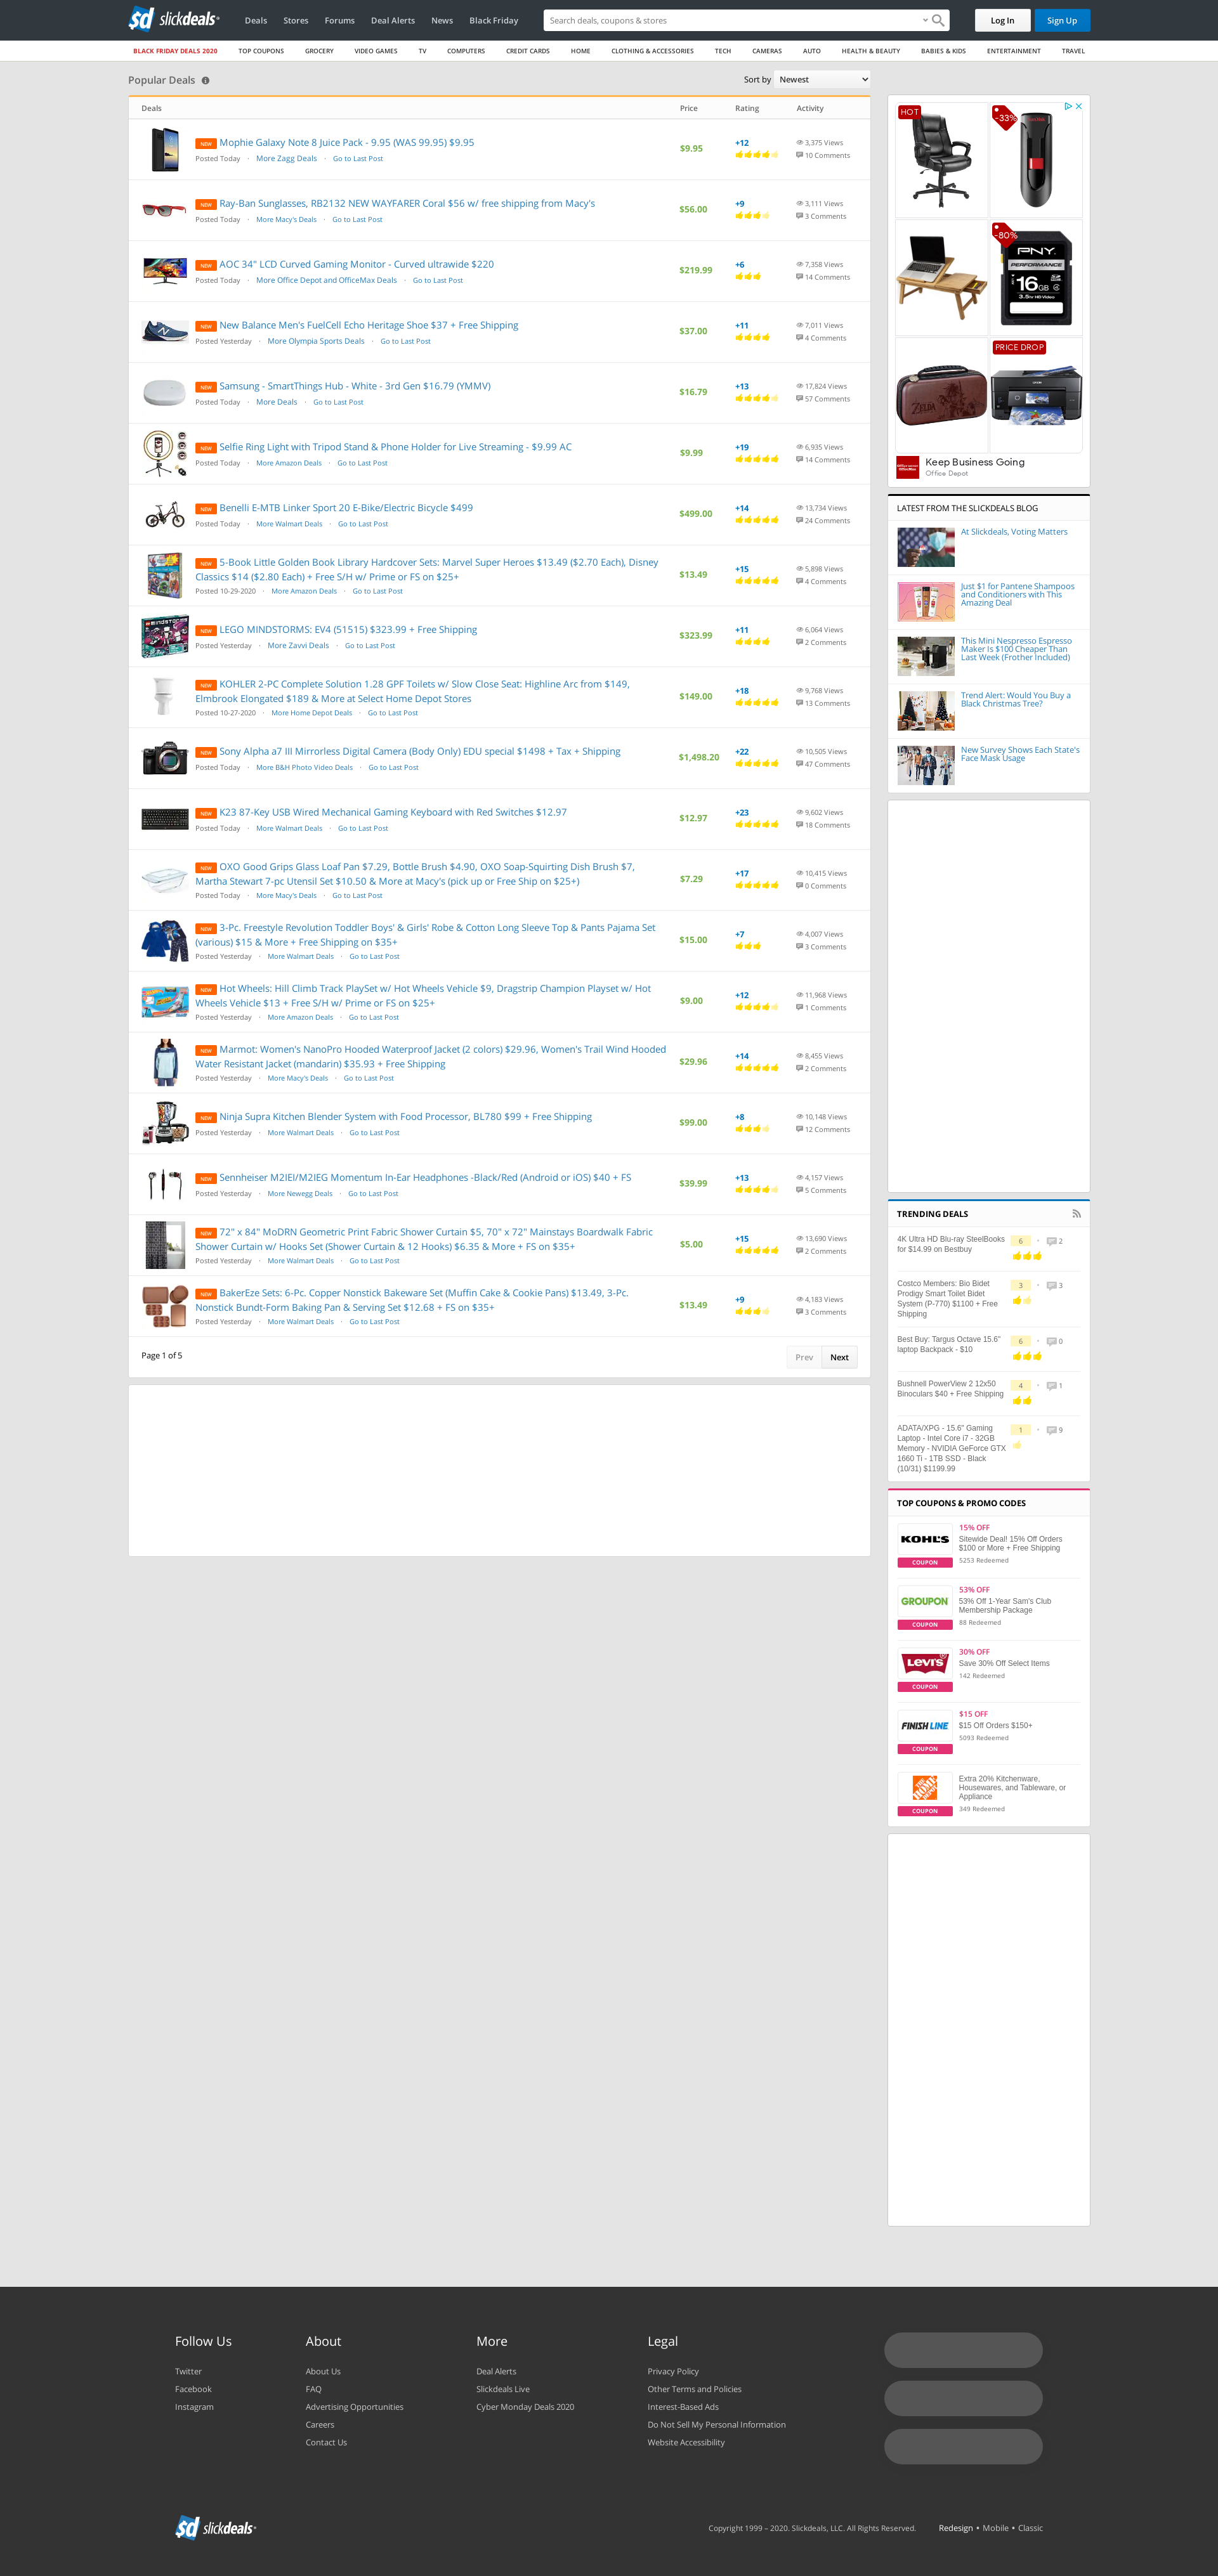 slickdeals
Deals Stores Forums Deal Alerts News Black Friday
Search deals, coupons & stores
Log In
Sign Up
BLACK FRIDAY DEALS 2020 TOP COUPONS GROCERY VIDEO GAMES TV COMPUTERS CREDIT CARDS HOME CLOTHING & ACCESSORIES TECH CAMERAS AUTO HEALTH & BEAUTY BABIES & KIDS ENTERTAINMENT TRAVEL
Popular Deals
Sort by Newest
Deals Price Rating Activity
NEW Mophie Galaxy Note 8 Juice Pack - 9.95 (WAS 99.95) $9.95
Posted Today · More Zagg Deals · Go to Last Post
$9.95
+12
3,375 Views
10 Comments
NEW Ray-Ban Sunglasses, RB2132 NEW WAYFARER Coral $56 w/ free shipping from Macy's
Posted Today · More Macy's Deals · Go to Last Post
$56.00
+9
3,111 Views
3 Comments
NEW AOC 34" LCD Curved Gaming Monitor - Curved ultrawide $220
Posted Today · More Office Depot and OfficeMax Deals · Go to Last Post
$219.99
+6
7,358 Views
14 Comments
NEW New Balance Men's FuelCell Echo Heritage Shoe $37 + Free Shipping
Posted Yesterday · More Olympia Sports Deals · Go to Last Post
$37.00
+11
7,011 Views
4 Comments
NEW Samsung - SmartThings Hub - White - 3rd Gen $16.79 (YMMV)
Posted Today · More Deals · Go to Last Post
$16.79
+13
17,824 Views
57 Comments
NEW Selfie Ring Light with Tripod Stand & Phone Holder for Live Streaming - $9.99 AC
Posted Today · More Amazon Deals · Go to Last Post
$9.99
+19
6,935 Views
14 Comments
NEW Benelli E-MTB Linker Sport 20 E-Bike/Electric Bicycle $499
Posted Today · More Walmart Deals · Go to Last Post
$499.00
+14
13,734 Views
24 Comments
NEW 5-Book Little Golden Book Library Hardcover Sets: Marvel Super Heroes $13.49 ($2.70 Each), Disney
Classics $14 ($2.80 Each) + Free S/H w/ Prime or FS on $25+
Posted 10-29-2020 · More Amazon Deals · Go to Last Post
$13.49
+15
5,898 Views
4 Comments
NEW LEGO MINDSTORMS: EV4 (51515) $323.99 + Free Shipping
Posted Yesterday · More Zavvi Deals · Go to Last Post
$323.99
+11
6,064 Views
2 Comments
NEW KOHLER 2-PC Complete Solution 1.28 GPF Toilets w/ Slow Close Seat: Highline Arc from $149,
Elmbrook Elongated $189 & More at Select Home Depot Stores
Posted 10-27-2020 · More Home Depot Deals · Go to Last Post
$149.00
+18
9,768 Views
13 Comments
NEW Sony Alpha a7 III Mirrorless Digital Camera (Body Only) EDU special $1498 + Tax + Shipping
Posted Today · More B&H Photo Video Deals · Go to Last Post
$1,498.20
+22
10,505 Views
47 Comments
NEW K23 87-Key USB Wired Mechanical Gaming Keyboard with Red Switches $12.97
Posted Today · More Walmart Deals · Go to Last Post
$12.97
+23
9,602 Views
18 Comments
NEW OXO Good Grips Glass Loaf Pan $7.29, Bottle Brush $4.90, OXO Soap-Squirting Dish Brush $7,
Martha Stewart 7-pc Utensil Set $10.50 & More at Macy's (pick up or Free Ship on $25+)
Posted Today · More Macy's Deals · Go to Last Post
$7.29
+17
10,415 Views
0 Comments
NEW 3-Pc. Freestyle Revolution Toddler Boys' & Girls' Robe & Cotton Long Sleeve Top & Pants Pajama Set
(various) $15 & More + Free Shipping on $35+
Posted Yesterday · More Walmart Deals · Go to Last Post
$15.00
+7
4,007 Views
3 Comments
NEW Hot Wheels: Hill Climb Track PlaySet w/ Hot Wheels Vehicle $9, Dragstrip Champion Playset w/ Hot
Wheels Vehicle $13 + Free S/H w/ Prime or FS on $25+
Posted Yesterday · More Amazon Deals · Go to Last Post
$9.00
+12
11,968 Views
1 Comments
NEW Marmot: Women's NanoPro Hooded Waterproof Jacket (2 colors) $29.96, Women's Trail Wind Hooded
Water Resistant Jacket (mandarin) $35.93 + Free Shipping
Posted Yesterday · More Macy's Deals · Go to Last Post
$29.96
+14
8,455 Views
2 Comments
NEW Ninja Supra Kitchen Blender System with Food Processor, BL780 $99 + Free Shipping
Posted Yesterday · More Walmart Deals · Go to Last Post
$99.00
+8
10,148 Views
12 Comments
NEW Sennheiser M2IEI/M2IEG Momentum In-Ear Headphones -Black/Red (Android or iOS) $40 + FS
Posted Yesterday · More Newegg Deals · Go to Last Post
$39.99
+13
4,157 Views
5 Comments
NEW 72" x 84" MoDRN Geometric Print Fabric Shower Curtain $5, 70" x 72" Mainstays Boardwalk Fabric
Shower Curtain w/ Hooks Set (Shower Curtain & 12 Hooks) $6.35 & More + FS on $35+
Posted Yesterday · More Walmart Deals · Go to Last Post
$5.00
+15
13,690 Views
2 Comments
NEW BakerEze Sets: 6-Pc. Copper Nonstick Bakeware Set (Muffin Cake & Cookie Pans) $13.49, 3-Pc.
Nonstick Bundt-Form Baking Pan & Serving Set $12.68 + FS on $35+
Posted Yesterday · More Walmart Deals · Go to Last Post
$13.49
+9
4,183 Views
3 Comments
Page 1 of 5
Prev Next
HOT
-33%
-80%
PNY
PERFORMANCE
16 GB
PRICE DROP
ZELDA
Keep Business Going
Office Depot
LATEST FROM THE SLICKDEALS BLOG
At Slickdeals, Voting Matters
Just $1 for Pantene Shampoos
and Conditioners with This
Amazing Deal
This Mini Nespresso Espresso
Maker Is $100 Cheaper Than
Last Week (Frother Included)
Trend Alert: Would You Buy a
Black Christmas Tree?
New Survey Shows Each State's
Face Mask Usage
TRENDING DEALS
4K Ultra HD Blu-ray SteelBooks
for $14.99 on Bestbuy
6 · 2
Costco Members: Bio Bidet
Prodigy Smart Toilet Bidet
System (P-770) $1100 + Free
Shipping
3 · 3
Best Buy: Targus Octave 15.6"
laptop Backpack - $10
6 · 0
Bushnell PowerView 2 12x50
Binoculars $40 + Free Shipping
4 · 1
ADATA/XPG - 15.6" Gaming
Laptop - Intel Core i7 - 32GB
Memory - NVIDIA GeForce GTX
1660 Ti - 1TB SSD - Black
(10/31) $1199.99
1 · 9
TOP COUPONS & PROMO CODES
KOHL'S
COUPON
15% OFF
Sitewide Deal! 15% Off Orders
$100 or More + Free Shipping
5253 Redeemed
GROUPON
COUPON
53% OFF
53% Off 1-Year Sam's Club
Membership Package
88 Redeemed
LEVI'S
COUPON
30% OFF
Save 30% Off Select Items
142 Redeemed
FINISH LINE
COUPON
$15 OFF
$15 Off Orders $150+
5093 Redeemed
THE HOME DEPOT
COUPON
Extra 20% Kitchenware,
Housewares, and Tableware, or
Appliance
349 Redeemed
Follow Us
Twitter
Facebook
Instagram
About
About Us
FAQ
Advertising Opportunities
Careers
Contact Us
More
Deal Alerts
Slickdeals Live
Cyber Monday Deals 2020
Legal
Privacy Policy
Other Terms and Policies
Interest-Based Ads
Do Not Sell My Personal Information
Website Accessibility
slickdeals
Copyright 1999 – 2020. Slickdeals, LLC. All Rights Reserved.
Redesign • Mobile • Classic